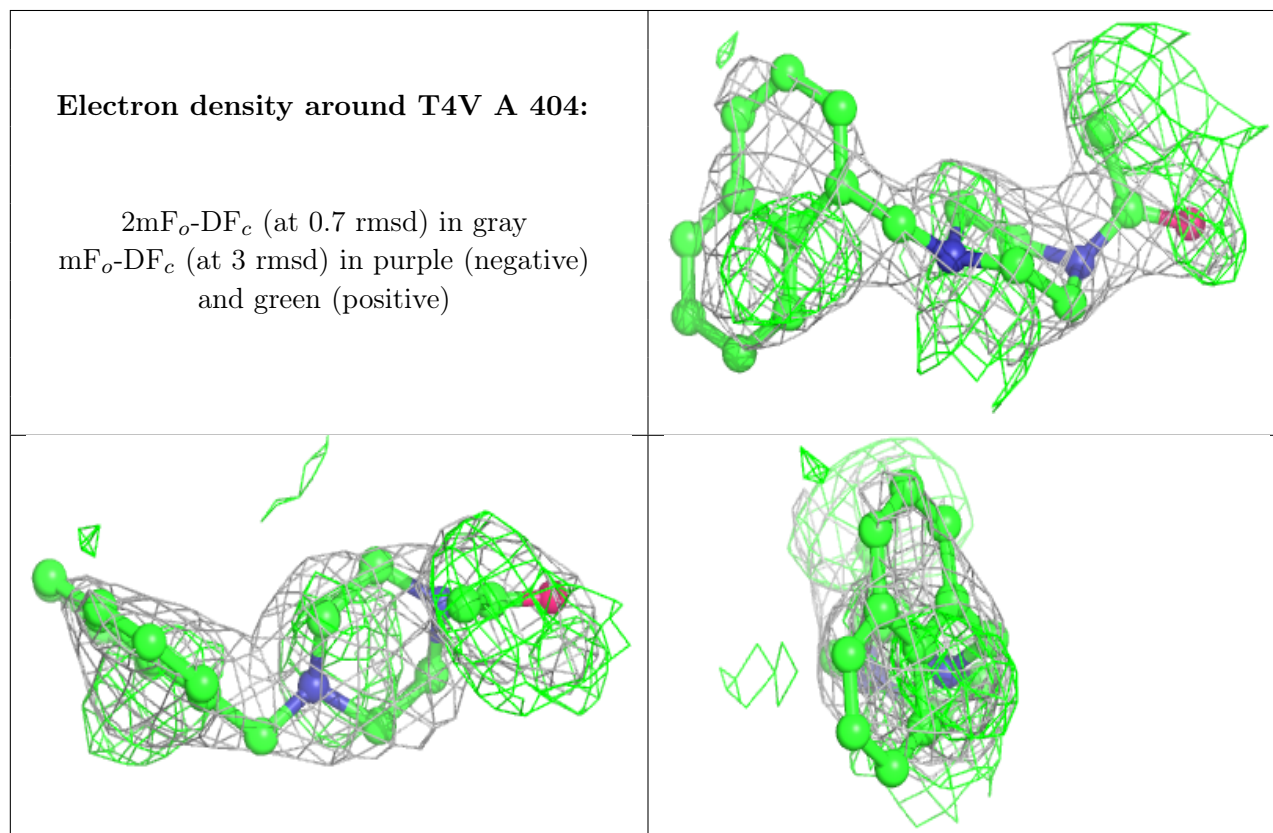 Electron density around T4V A 404:
2mFo-DFc (at 0.7 rmsd) in gray
mFo-DFc (at 3 rmsd) in purple (negative)
and green (positive)